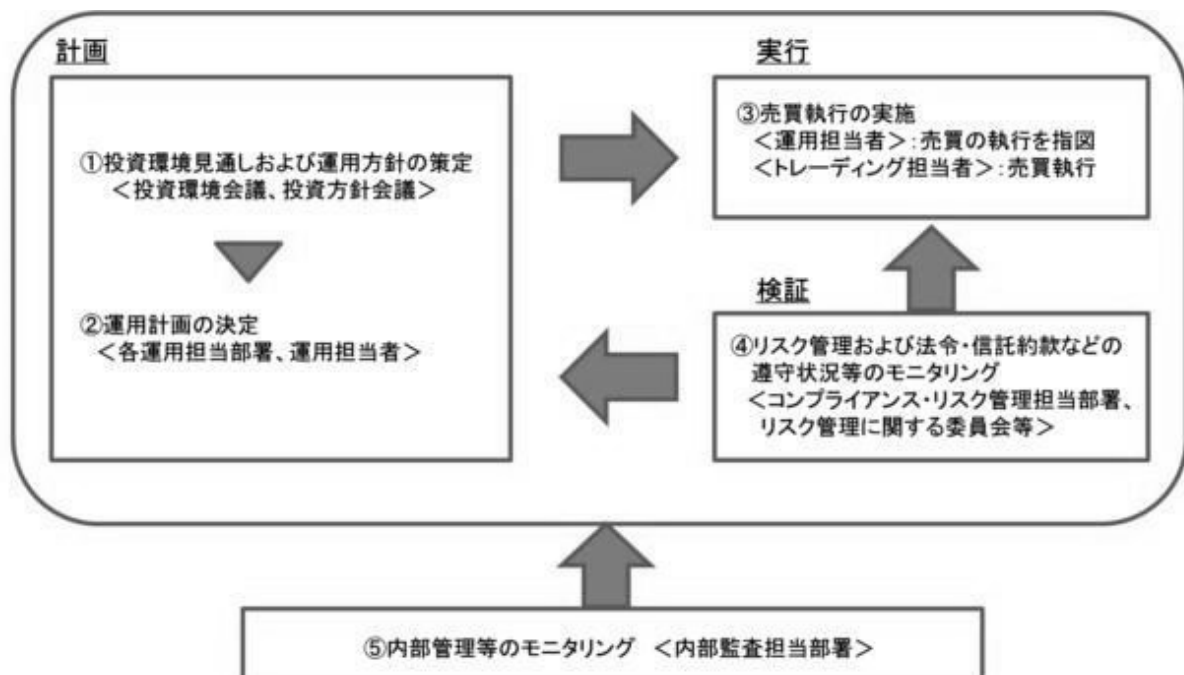 計画
①投資環境見通しおよび運用方針の策定
＜投資環境会議、投資方針会議＞
②運用計画の決定
＜各運用担当部署、運用担当者＞
実行
③売買執行の実施
＜運用担当者＞：売買の執行を指図
＜トレーディング担当者＞：売買執行
検証
④リスク管理および法令・信託約款などの
遵守状況等のモニタリング
＜コンプライアンス・リスク管理担当部署、
リスク管理に関する委員会等＞
⑤内部管理等のモニタリング ＜内部監査担当部署＞